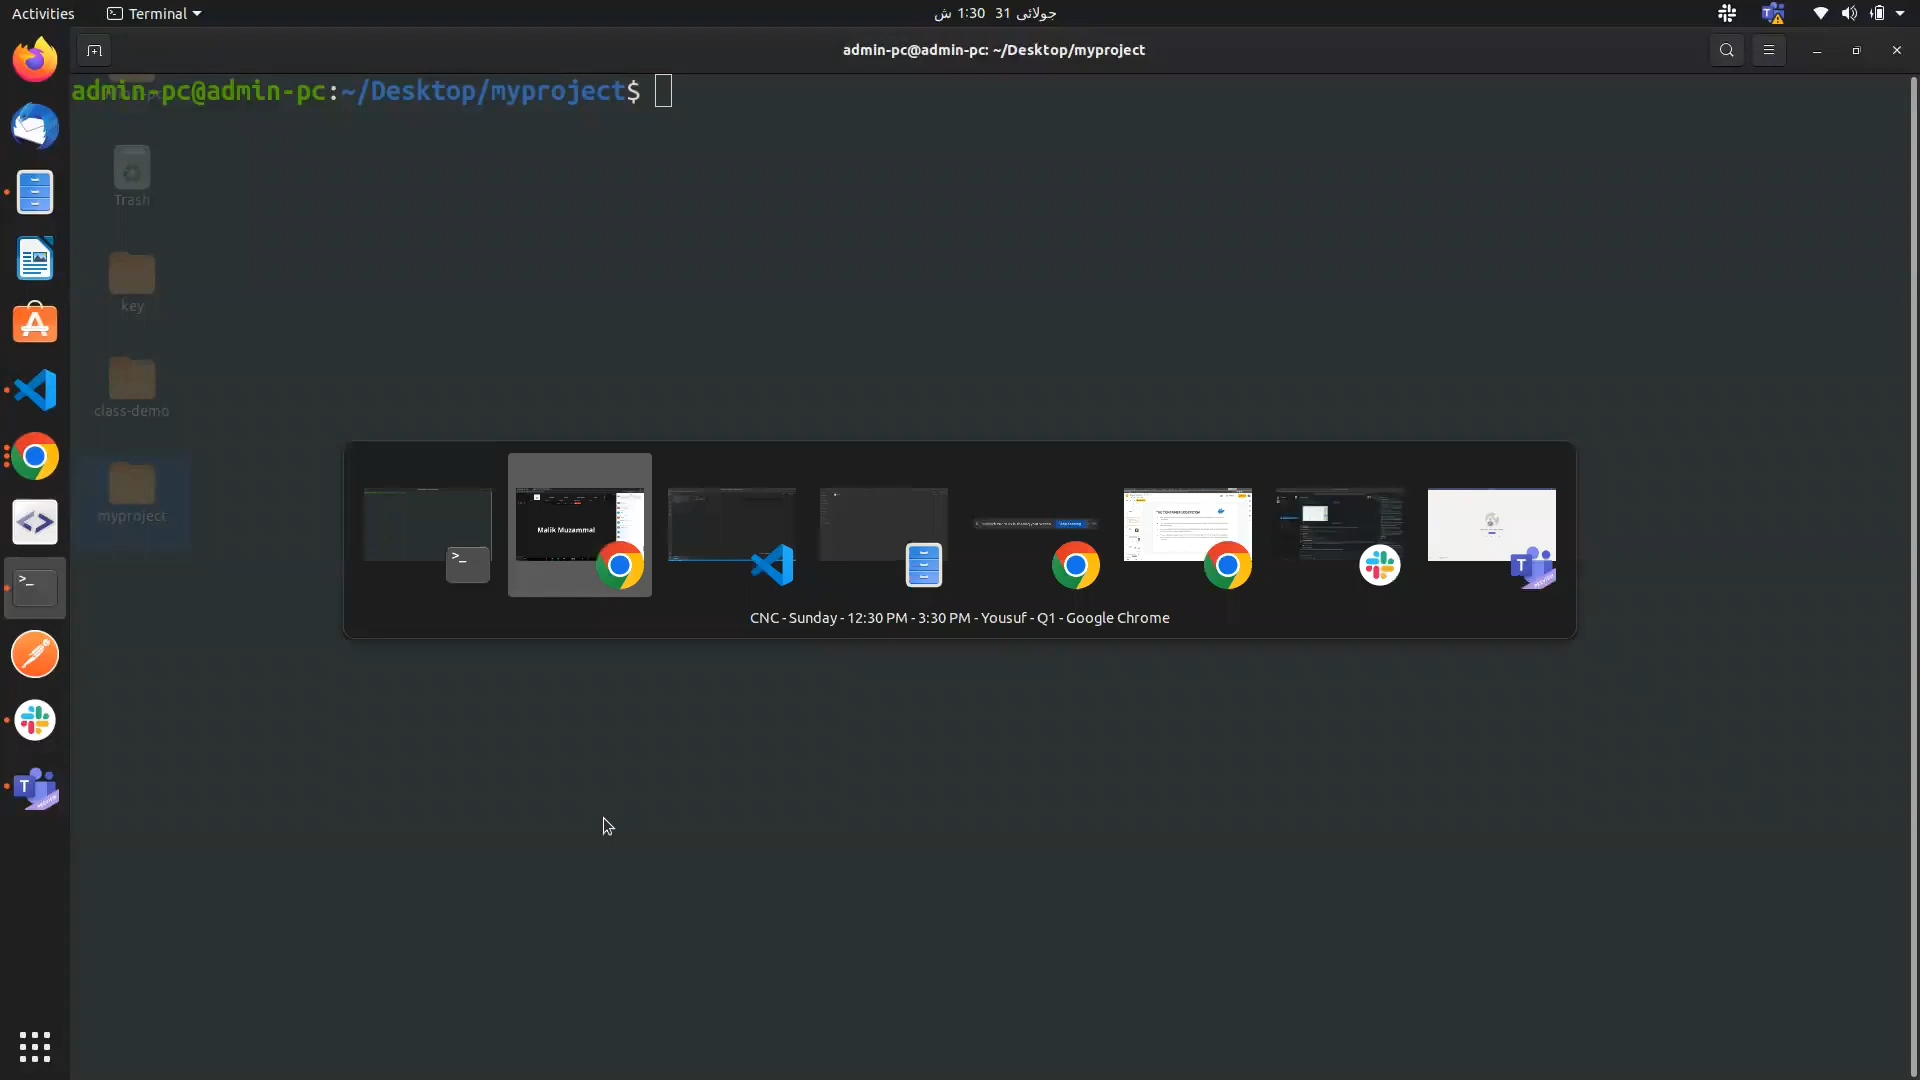 Activities
Terminal
جولائی 31 1:30 ش
admin-pc@admin-pc: ~/Desktop/myproject
admin-pc@admin-pc:~/Desktop/myproject$
Trash
key
class-demo
myproject
Malik Muzammal
CNC - Sunday - 12:30 PM - 3:30 PM - Yousuf - Q1 - Google Chrome